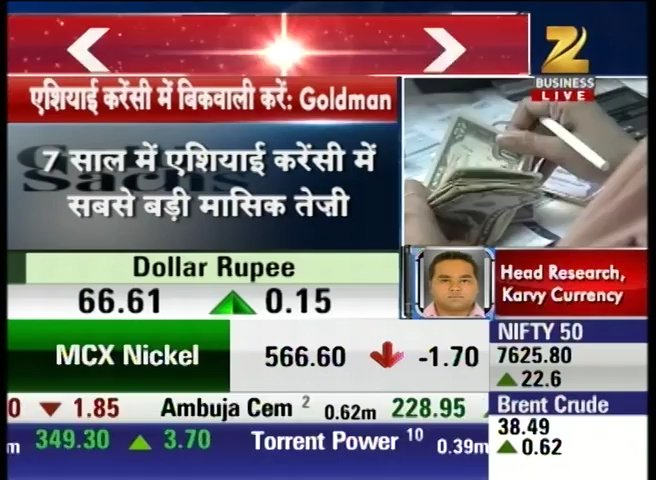 Z
BUSINESS
LIVE
एशियाई करेंसी में बिकवाली करें: Goldman
7 साल में एशियाई करेंसी में
सबसे बड़ी मासिक तेज़ी
Sachs
Dollar Rupee
66.61 0.15
Head Research,
Karvy Currency
MCX Nickel 566.60 -1.70
NIFTY 50
7625.80
22.6
0 1.85 Ambuja Cem 2 0.62m 228.95
Brent Crude
38.49
0.62
m 349.30 3.70 Torrent Power 10 0.39m